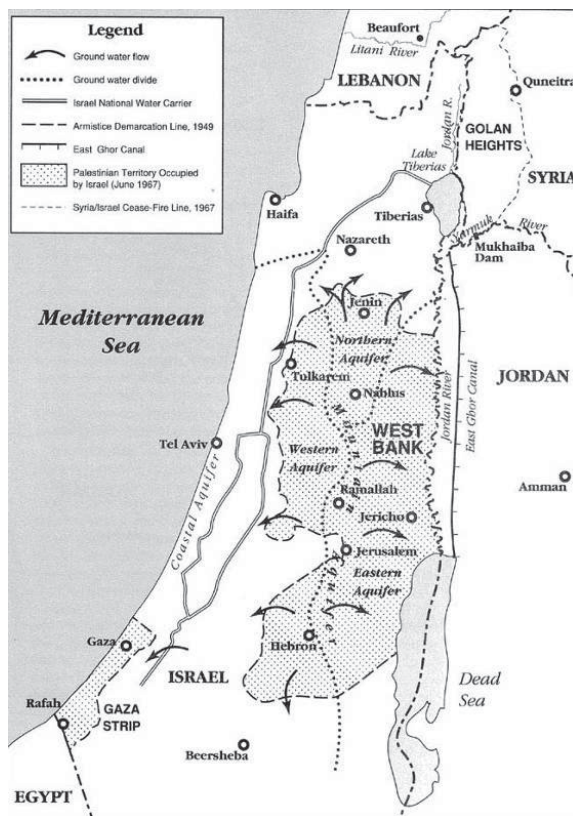 Legend
Ground water flow
Ground water divide
Israel National Water Carrier
Armistice Demarcation Line, 1949
East Ghor Canal
Palestinian Territory Occupied
by Israel (June 1967)
Syria/Israel Cease-Fire Line, 1967
Beaufort
Litani River
LEBANON
Quneitra
Jordan R.
GOLAN
HEIGHTS
SYRIA
Lake
Tiberias
Haifa
Tiberias
Yarmuk
River
Nazareth
Mukhaiba
Dam
Mediterranean
Sea
Jenin
Northern
Aquifer
Tulkarem
Nablus
JORDAN
Jordan River
East Ghor Canal
Mountain
Aquifer
WEST
BANK
Tel Aviv
Western
Aquifer
Coastal Aquifer
Amman
Ramallah
Jericho
Jerusalem
Eastern
Aquifer
Gaza
Hebron
ISRAEL
Dead
Sea
Rafah
GAZA
STRIP
Beersheba
EGYPT